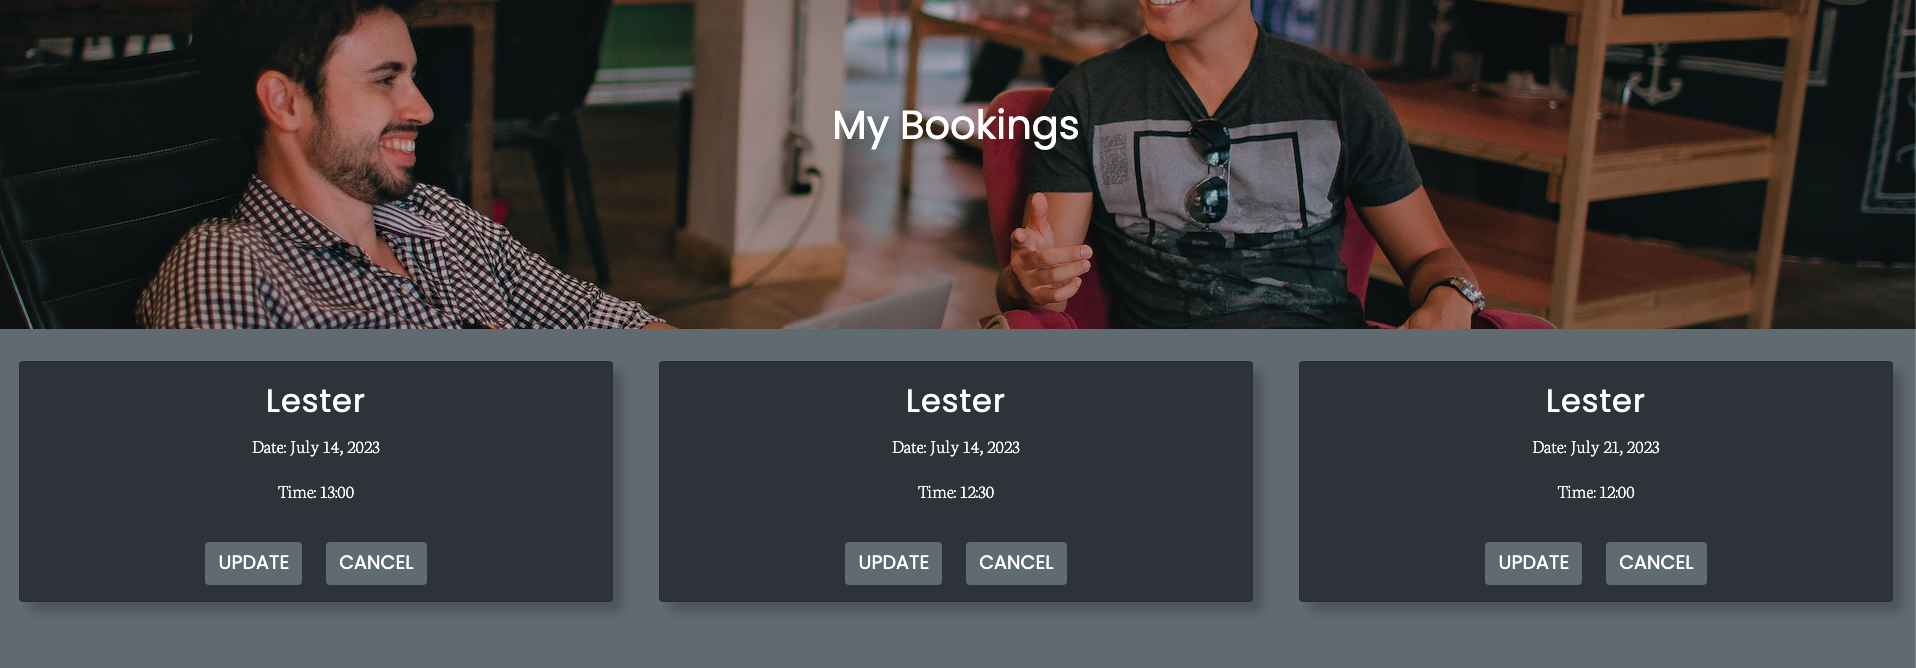 My Bookings
Lester
Date: July 14, 2023
Time: 13:00
UPDATE CANCEL
Lester
Date: July 14, 2023
Time: 12:30
UPDATE CANCEL
Lester
Date: July 21, 2023
Time: 12:00
UPDATE CANCEL